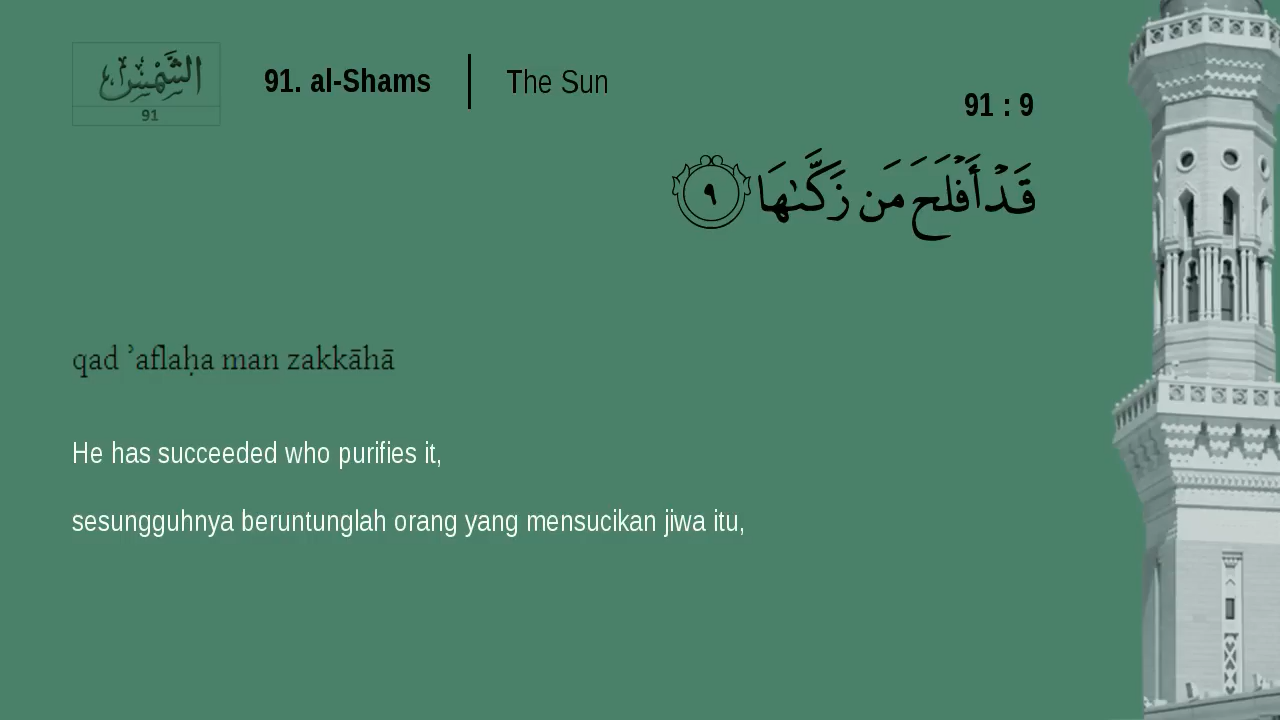 الشمس
91
91. al-Shams
The Sun
91 : 9
قَدْ أَفْلَحَ مَن زَكَّىٰهَا ٩
qad ʾaflaḥa man zakkāhā
He has succeeded who purifies it,
sesungguhnya beruntunglah orang yang mensucikan jiwa itu,